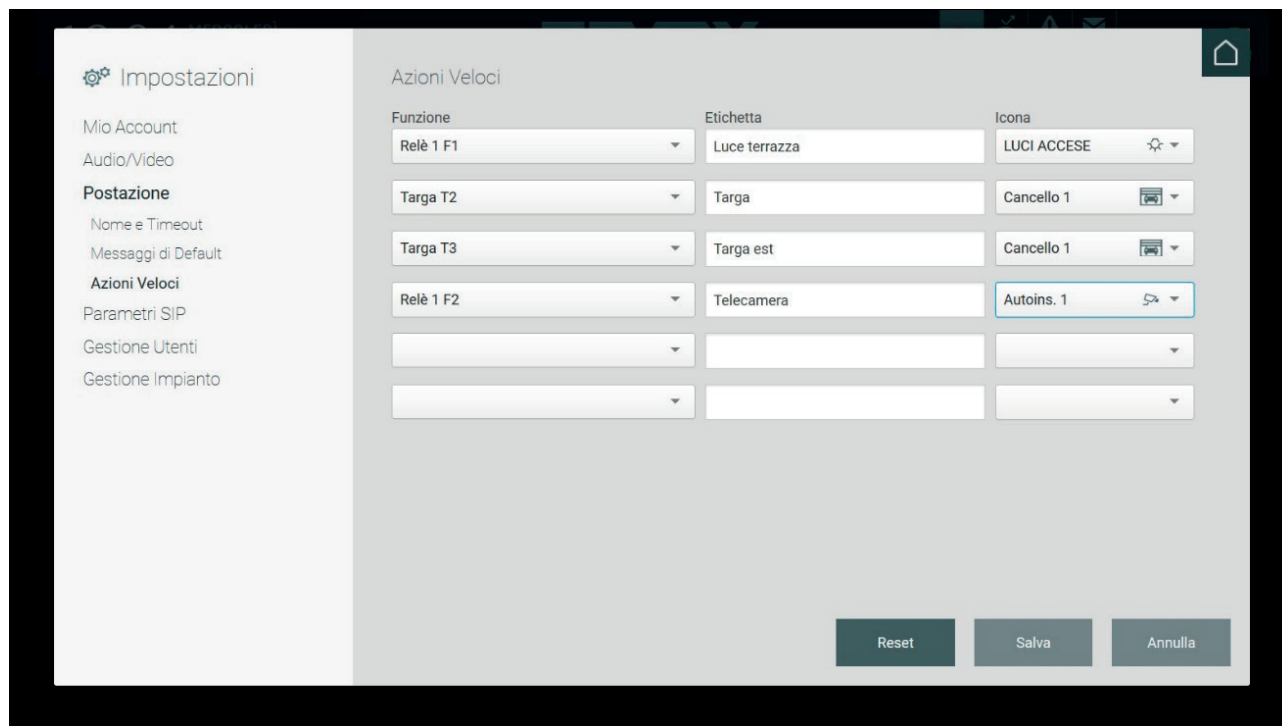 Impostazioni
Mio Account
Audio/Video
Postazione
Nome e Timeout
Messaggi di Default
Azioni Veloci
Parametri SIP
Gestione Utenti
Gestione Impianto
Azioni Veloci
Funzione Etichetta Icona
Relè 1 F1 Luce terrazza LUCI ACCESE
Targa T2 Targa Cancello 1
Targa T3 Targa est Cancello 1
Relè 1 F2 Telecamera Autoins. 1
Reset Salva Annulla